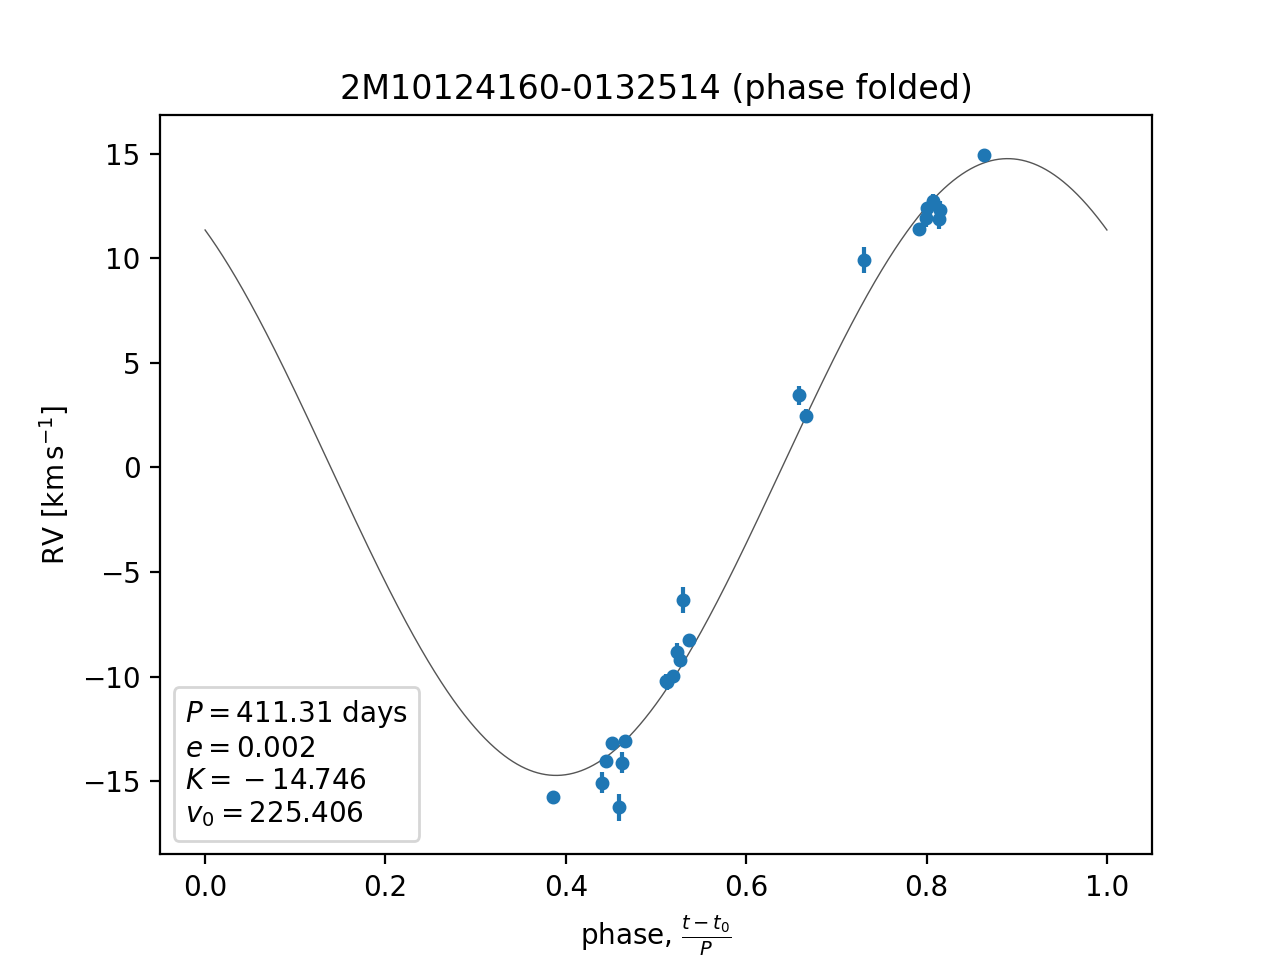 2M10124160-0132514 (phase folded)
15
10
5
0
−5
−10
−15
RV [km s⁻¹]
P = 411.31 days
e = 0.002
K = −14.746
v₀ = 225.406
0.0 0.2 0.4 0.6 0.8 1.0
phase, (t − t₀)/P